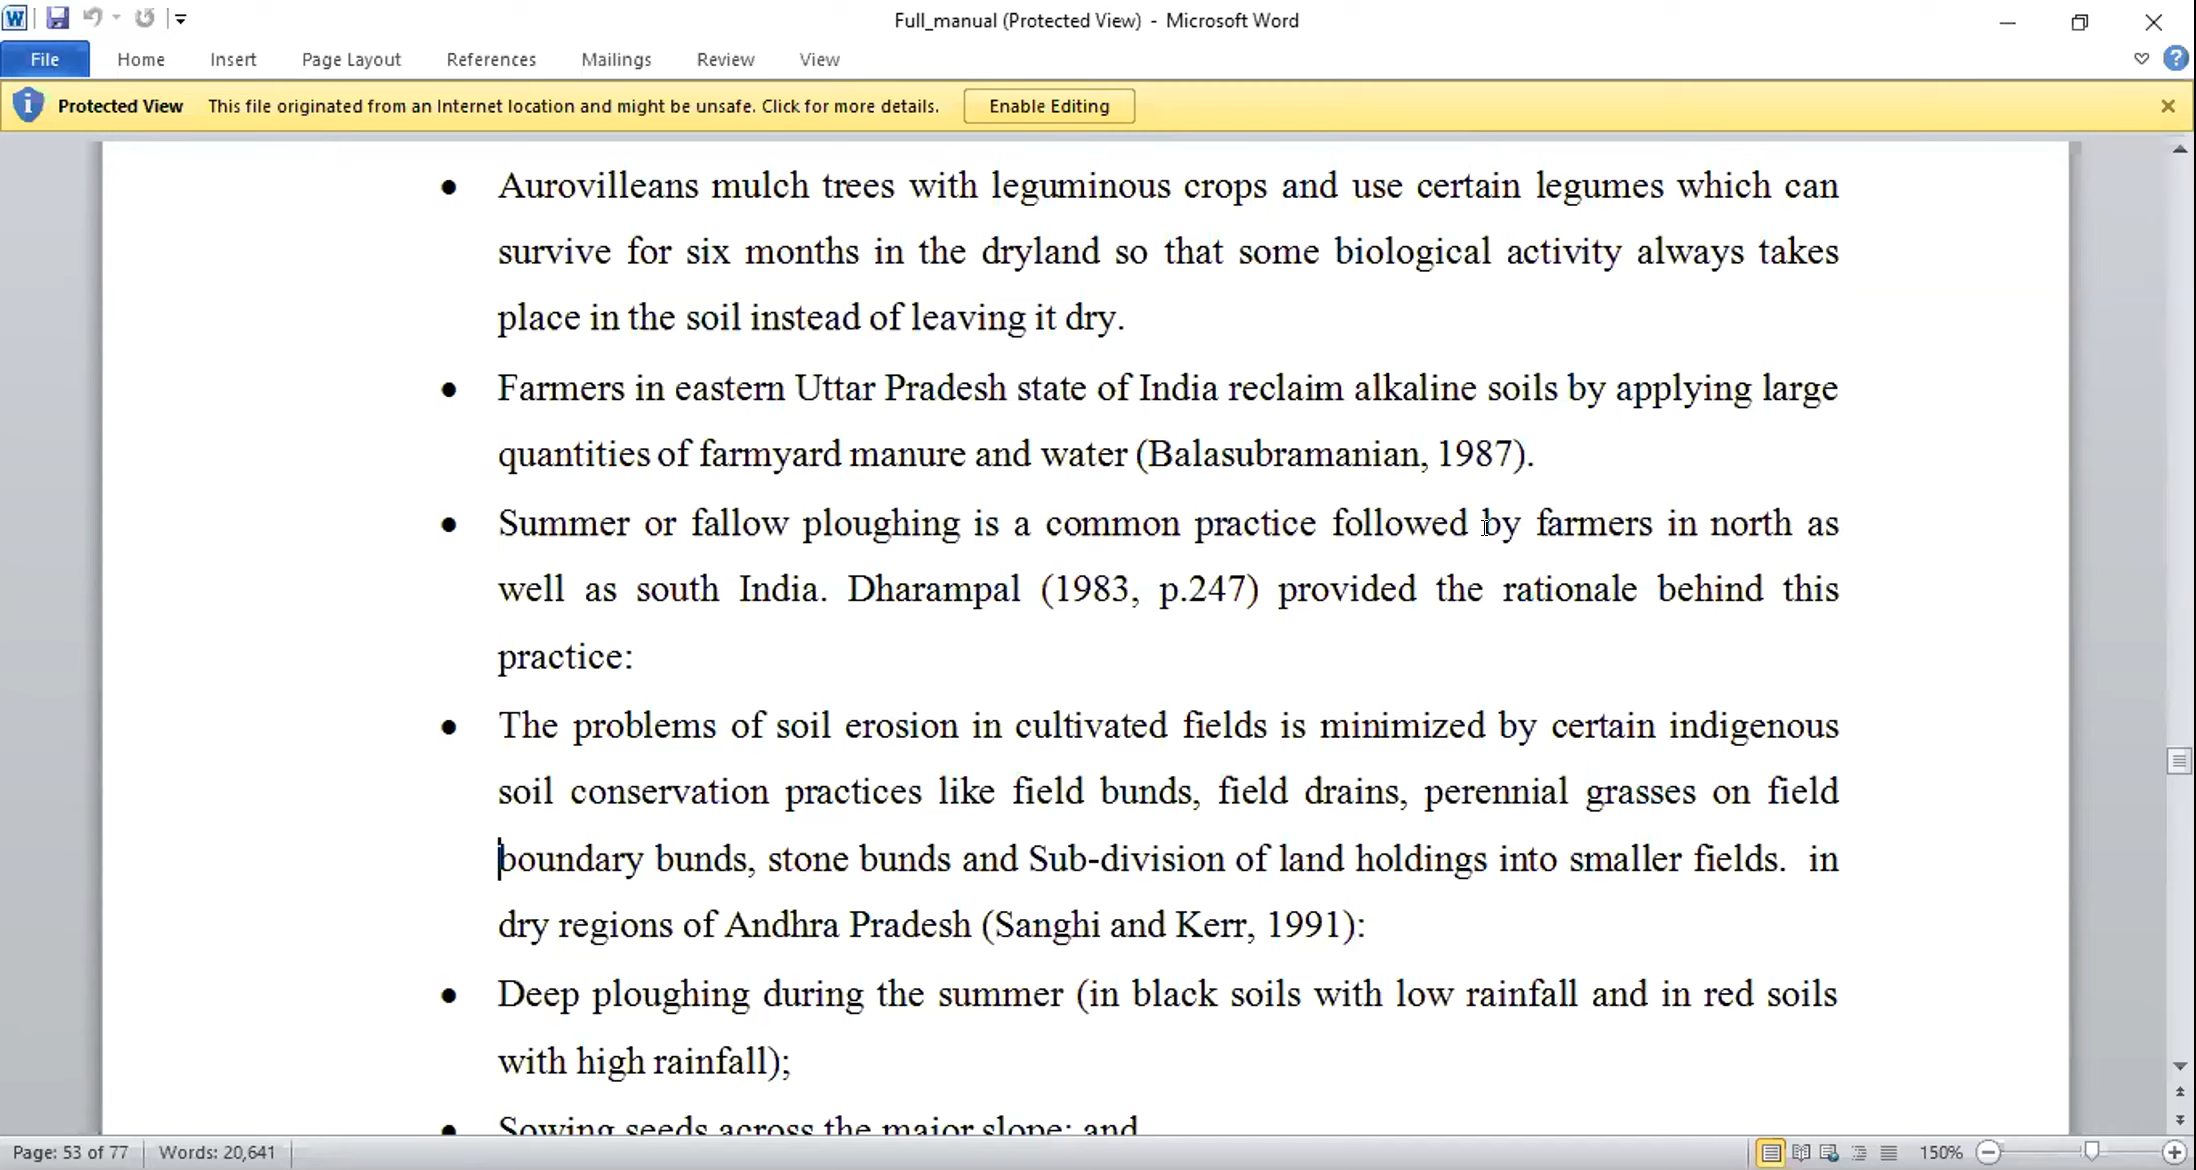 Full_manual (Protected View) - Microsoft Word
File Home Insert Page Layout References Mailings Review View
Protected View This file originated from an Internet location and might be unsafe. Click for more details. Enable Editing
• Aurovilleans mulch trees with leguminous crops and use certain legumes which can
survive for six months in the dryland so that some biological activity always takes
place in the soil instead of leaving it dry.
• Farmers in eastern Uttar Pradesh state of India reclaim alkaline soils by applying large
quantities of farmyard manure and water (Balasubramanian, 1987).
• Summer or fallow ploughing is a common practice followed by farmers in north as
well as south India. Dharampal (1983, p.247) provided the rationale behind this
practice:
• The problems of soil erosion in cultivated fields is minimized by certain indigenous
soil conservation practices like field bunds, field drains, perennial grasses on field
boundary bunds, stone bunds and Sub-division of land holdings into smaller fields.  in
dry regions of Andhra Pradesh (Sanghi and Kerr, 1991):
• Deep ploughing during the summer (in black soils with low rainfall and in red soils
with high rainfall);
• Sowing seeds across the major slope; and
Page: 53 of 77 Words: 20,641 150%